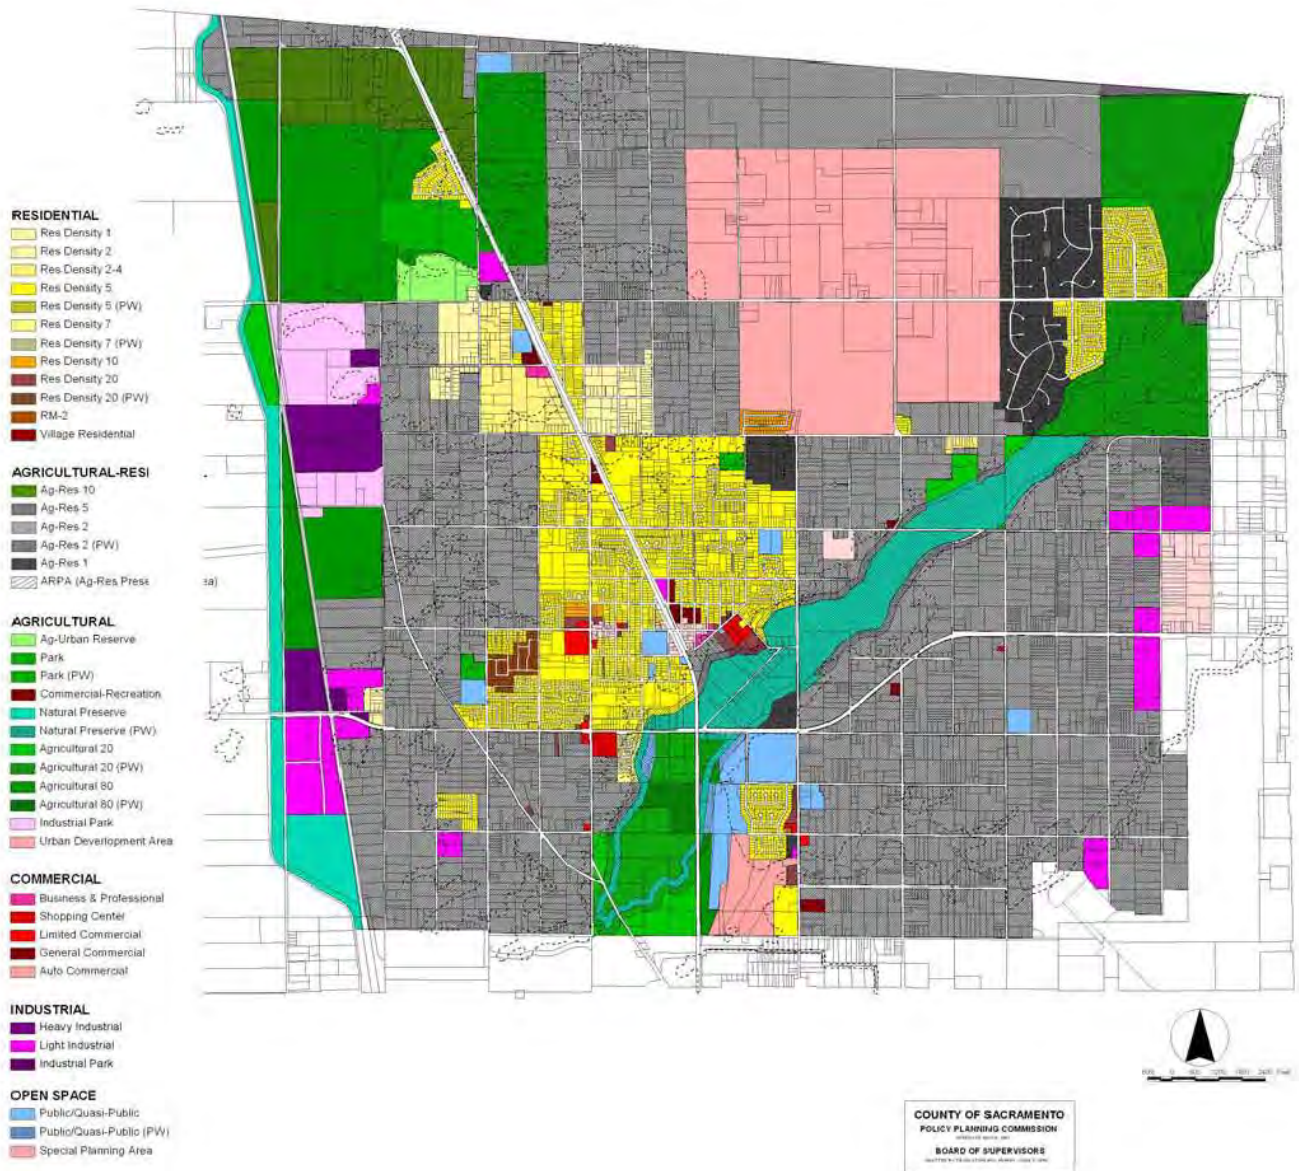 RESIDENTIAL
Res Density 1
Res Density 2
Res Density 2-4
Res Density 5
Res Density 5 (PW)
Res Density 7
Res Density 7 (PW)
Res Density 10
Res Density 20
Res Density 20 (PW)
RM-2
Village Residential
AGRICULTURAL-RESI
Ag-Res 10
Ag-Res 5
Ag-Res 2
Ag-Res 2 (PW)
Ag-Res 1
ARPA (Ag-Res Prese ea)
AGRICULTURAL
Ag-Urban Reserve
Park
Park (PW)
Commercial-Recreation
Natural Preserve
Natural Preserve (PW)
Agricultural 20
Agricultural 20 (PW)
Agricultural 80
Agricultural 80 (PW)
Industrial Park
Urban Deverlopment Area
COMMERCIAL
Business & Professional
Shopping Center
Limited Commercial
General Commercial
Auto Commercial
INDUSTRIAL
Heavy Industrial
Light Industrial
Industrial Park
OPEN SPACE
Public/Quasi-Public
Public/Quasi-Public (PW)
Special Planning Area
0
Feet
COUNTY OF SACRAMENTO
POLICY PLANNING COMMISSION
BOARD OF SUPERVISORS